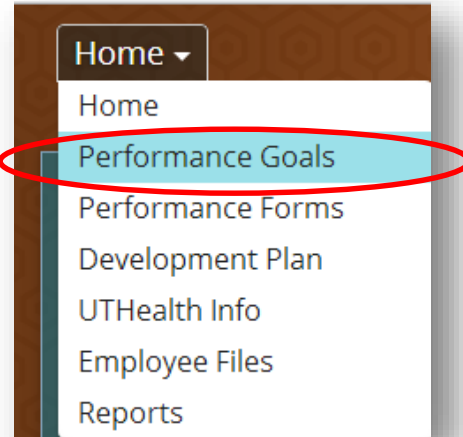 Home
Home
Performance Goals
Performance Forms
Development Plan
UTHealth Info
Employee Files
Reports